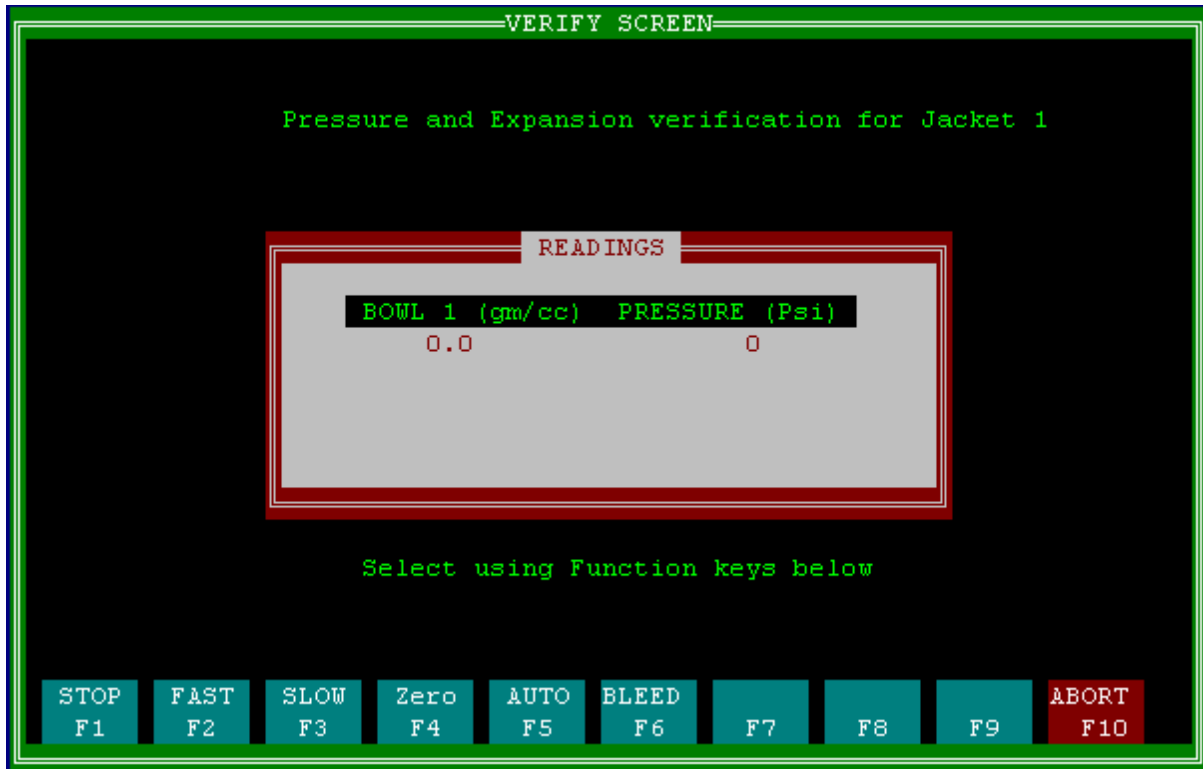 VERIFY SCREEN
Pressure and Expansion verification for Jacket 1
READINGS
BOWL 1 (gm/cc) PRESSURE (Psi)
0.0 0
Select using Function keys below
STOP FAST SLOW Zero AUTO BLEED ABORT
F1 F2 F3 F4 F5 F6 F7 F8 F9 F10